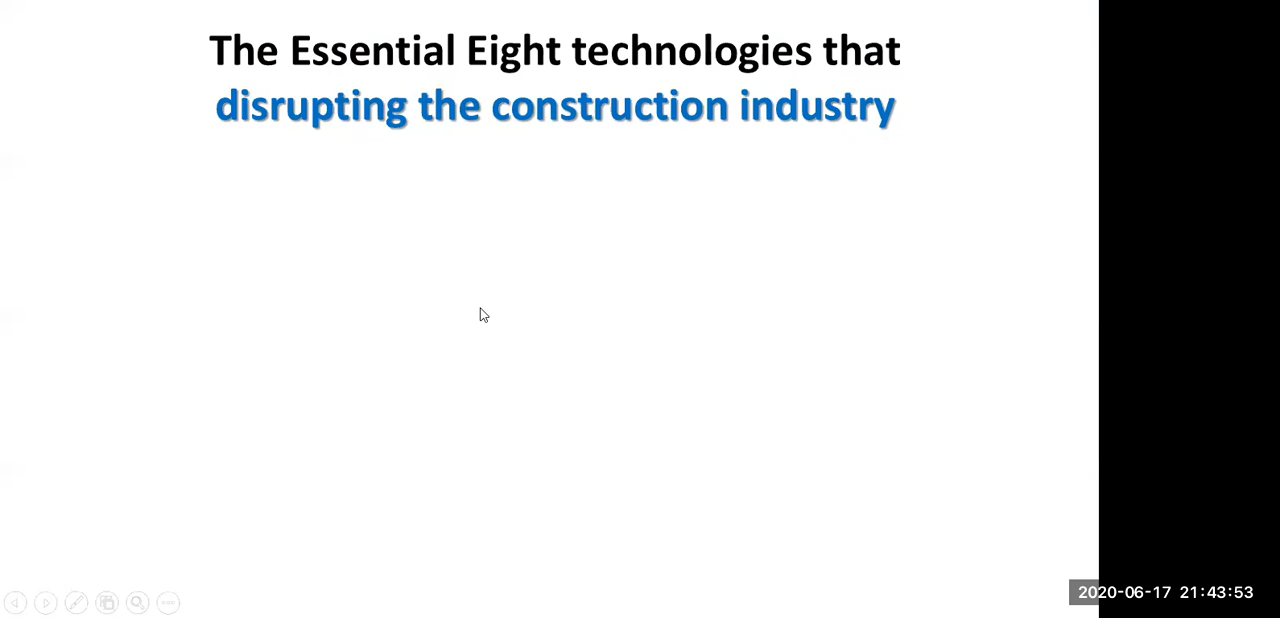 The Essential Eight technologies that
disrupting the construction industry
2020-06-17 21:43:53